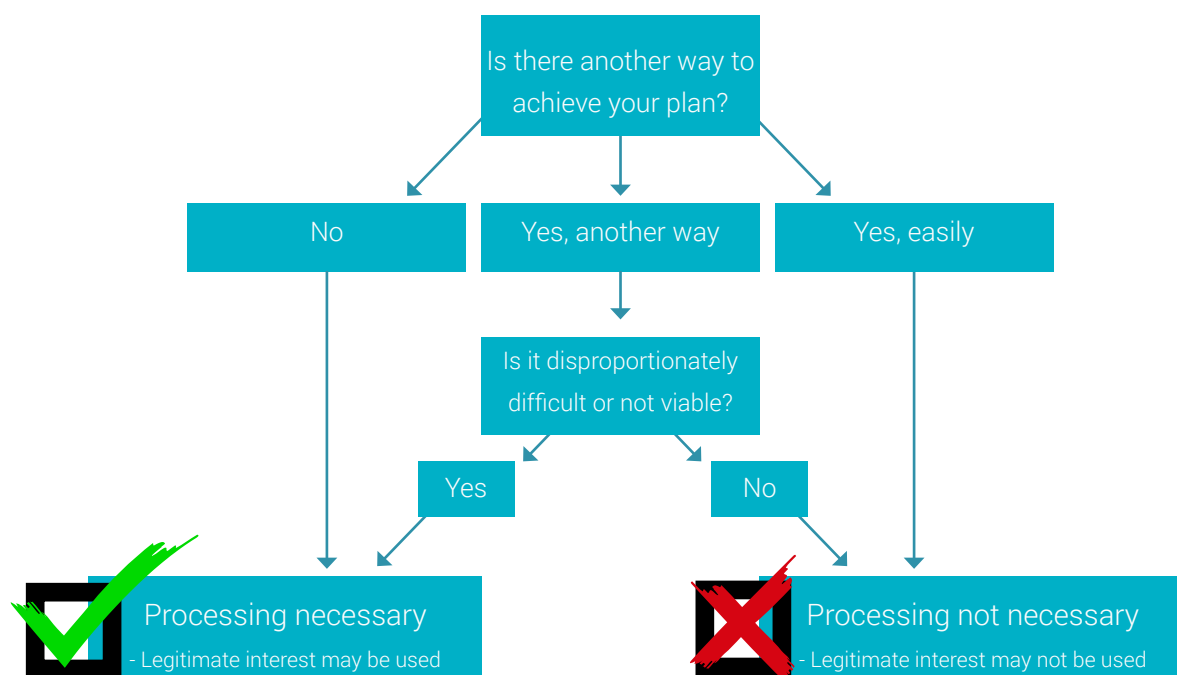 Is there another way to
achieve your plan?
No
Yes, another way
Yes, easily
Is it disproportionately
difficult or not viable?
Yes
No
Processing necessary
- Legitimate interest may be used
Processing not necessary
- Legitimate interest may not be used